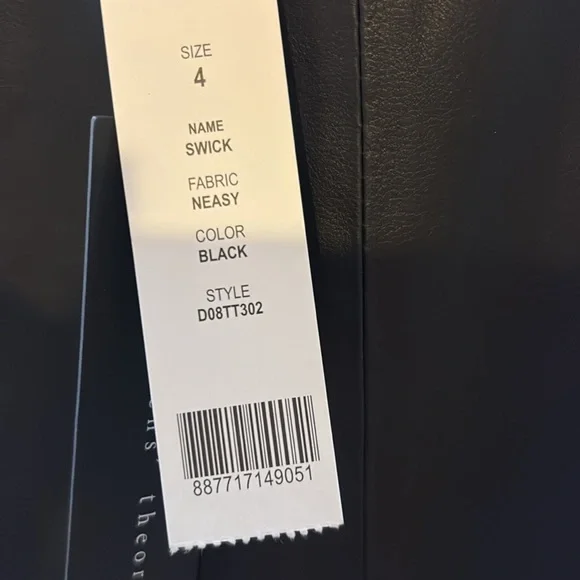 SIZE
4
NAME
SWICK
FABRIC
NEASY
COLOR
BLACK
STYLE
D08TT302
887717149051